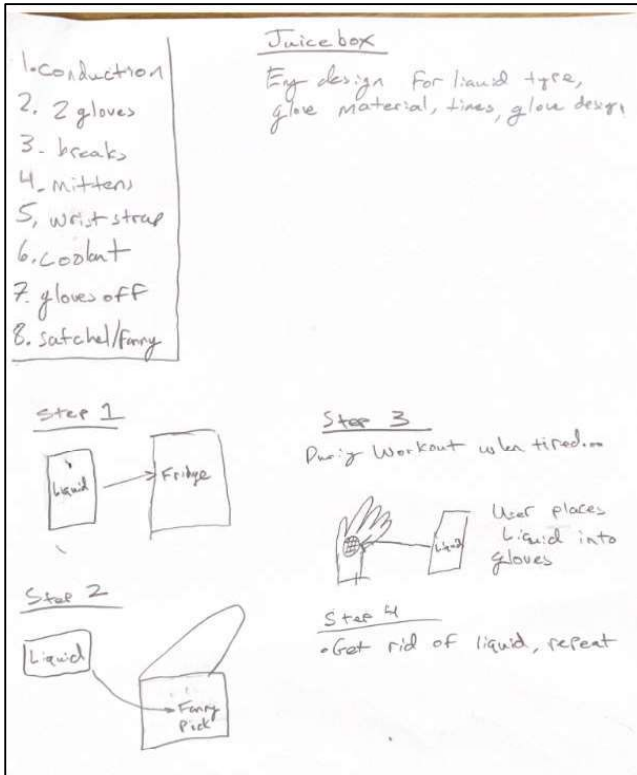 1. conduction
2. 2 gloves
3. breaks
4. mittens
5. wrist strap
6. coolant
7. gloves off
8. satchel/Fanny
Juicebox
Eng design for liquid type,
glove material, times, glove design
Step 1
Liquid
Fridge
Step 2
Liquid
Fanny
Pick
Step 3
During Workout when tired...
Liquid
User places
Liquid into
gloves
Step 4
• Get rid of liquid, repeat